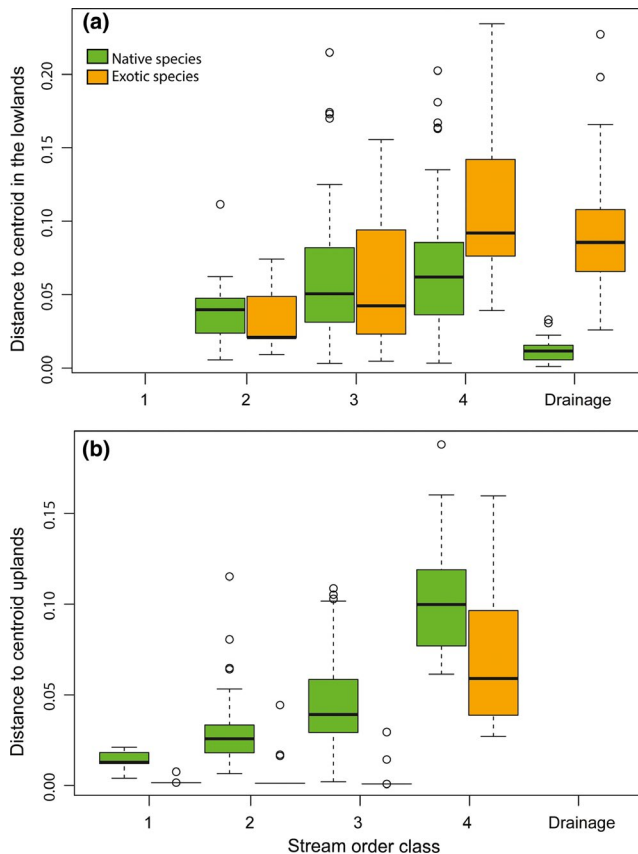 (a)
Native species
Exotic species
Distance to centroid in the lowlands
0.20
0.15
0.10
0.05
0.00
1 2 3 4 Drainage
(b)
Distance to centroid uplands
0.15
0.10
0.05
0.00
1 2 3 4 Drainage
Stream order class